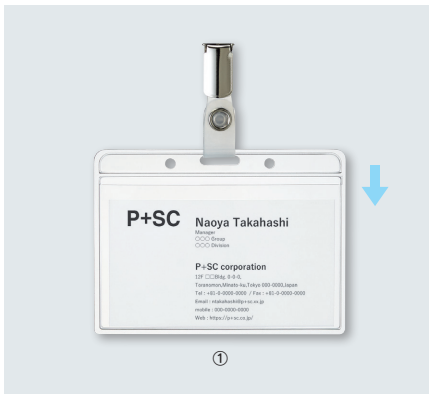 P+SC
Naoya Takahashi
Manager
○○○ Group
○○○ Division
P+SC corporation
12F □□Bldg. 0-0-0,
Toranomon,Minato-ku,Tokyo 000-0000,Japan
Tel : +81-0-0000-0000 / Fax : +81-0-0000-0000
Email : ntakahashi@p+sc.co.jp
mobile : 000-0000-0000
Web : https://p+sc.co.jp/
①